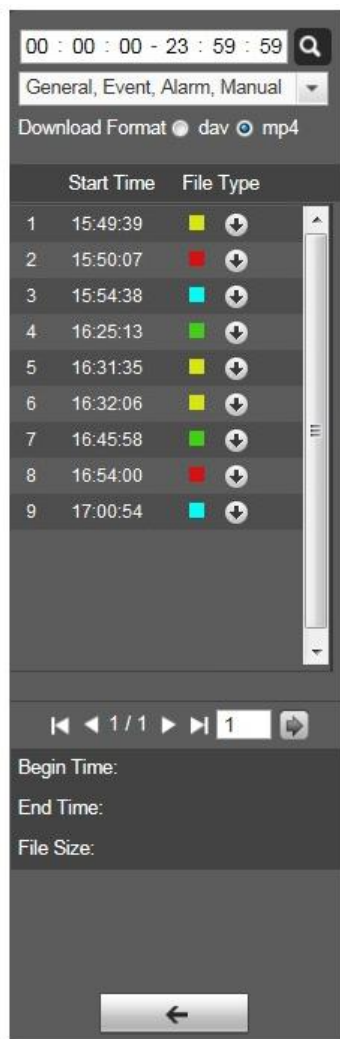 00 : 00 : 00 - 23 : 59 : 59
General, Event, Alarm, Manual
Download Format dav mp4
Start Time File Type
1 15:49:39
2 15:50:07
3 15:54:38
4 16:25:13
5 16:31:35
6 16:32:06
7 16:45:58
8 16:54:00
9 17:00:54
1 / 1 1
Begin Time:
End Time:
File Size: